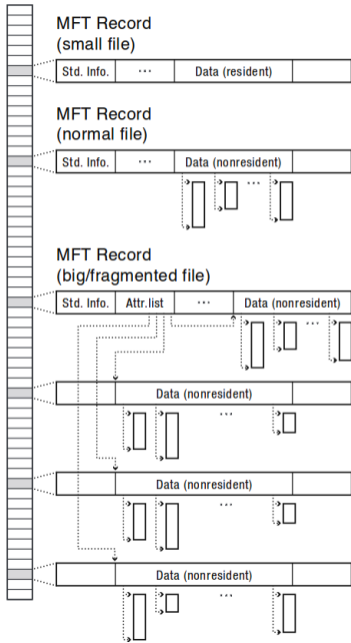 MFT Record
(small file)
Std. Info. ... Data (resident)
MFT Record
(normal file)
Std. Info. ... Data (nonresident)
...
MFT Record
(big/fragmented file)
Std. Info. Attr.list ... Data (nonresident)
...
Data (nonresident)
...
Data (nonresident)
...
Data (nonresident)
...